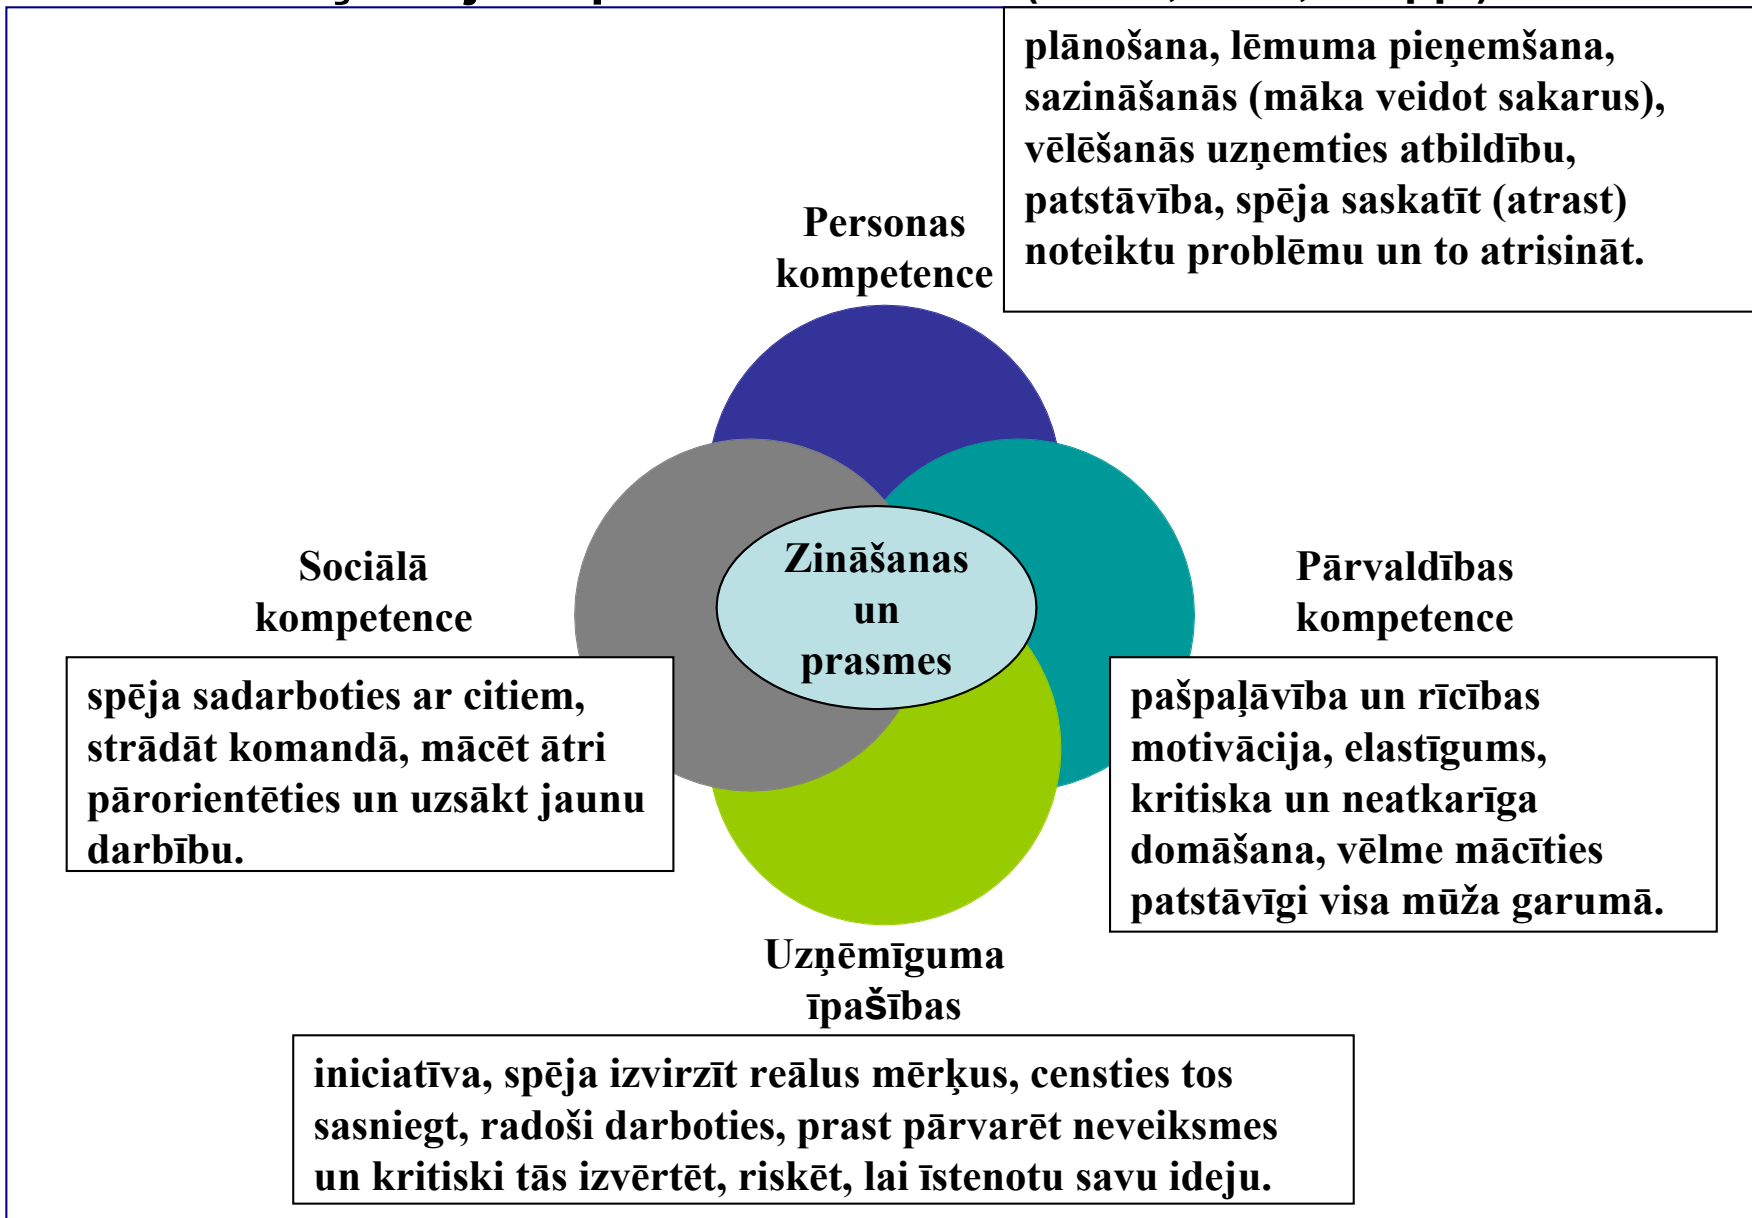 plānošana, lēmuma pieņemšana,
sazināšanās (māka veidot sakarus),
vēlēšanās uzņemties atbildību,
patstāvība, spēja saskatīt (atrast)
noteiktu problēmu un to atrisināt.
Personas
kompetence
Zināšanas
un
prasmes
Sociālā
kompetence
spēja sadarboties ar citiem,
strādāt komandā, mācēt ātri
pārorientēties un uzsākt jaunu
darbību.
Pārvaldības
kompetence
pašpaļāvība un rīcības
motivācija, elastīgums,
kritiska un neatkarīga
domāšana, vēlme mācīties
patstāvīgi visa mūža garumā.
Uzņēmīguma
īpašības
iniciatīva, spēja izvirzīt reālus mērķus, censties tos
sasniegt, radoši darboties, prast pārvarēt neveiksmes
un kritiski tās izvērtēt, riskēt, lai īstenotu savu ideju.